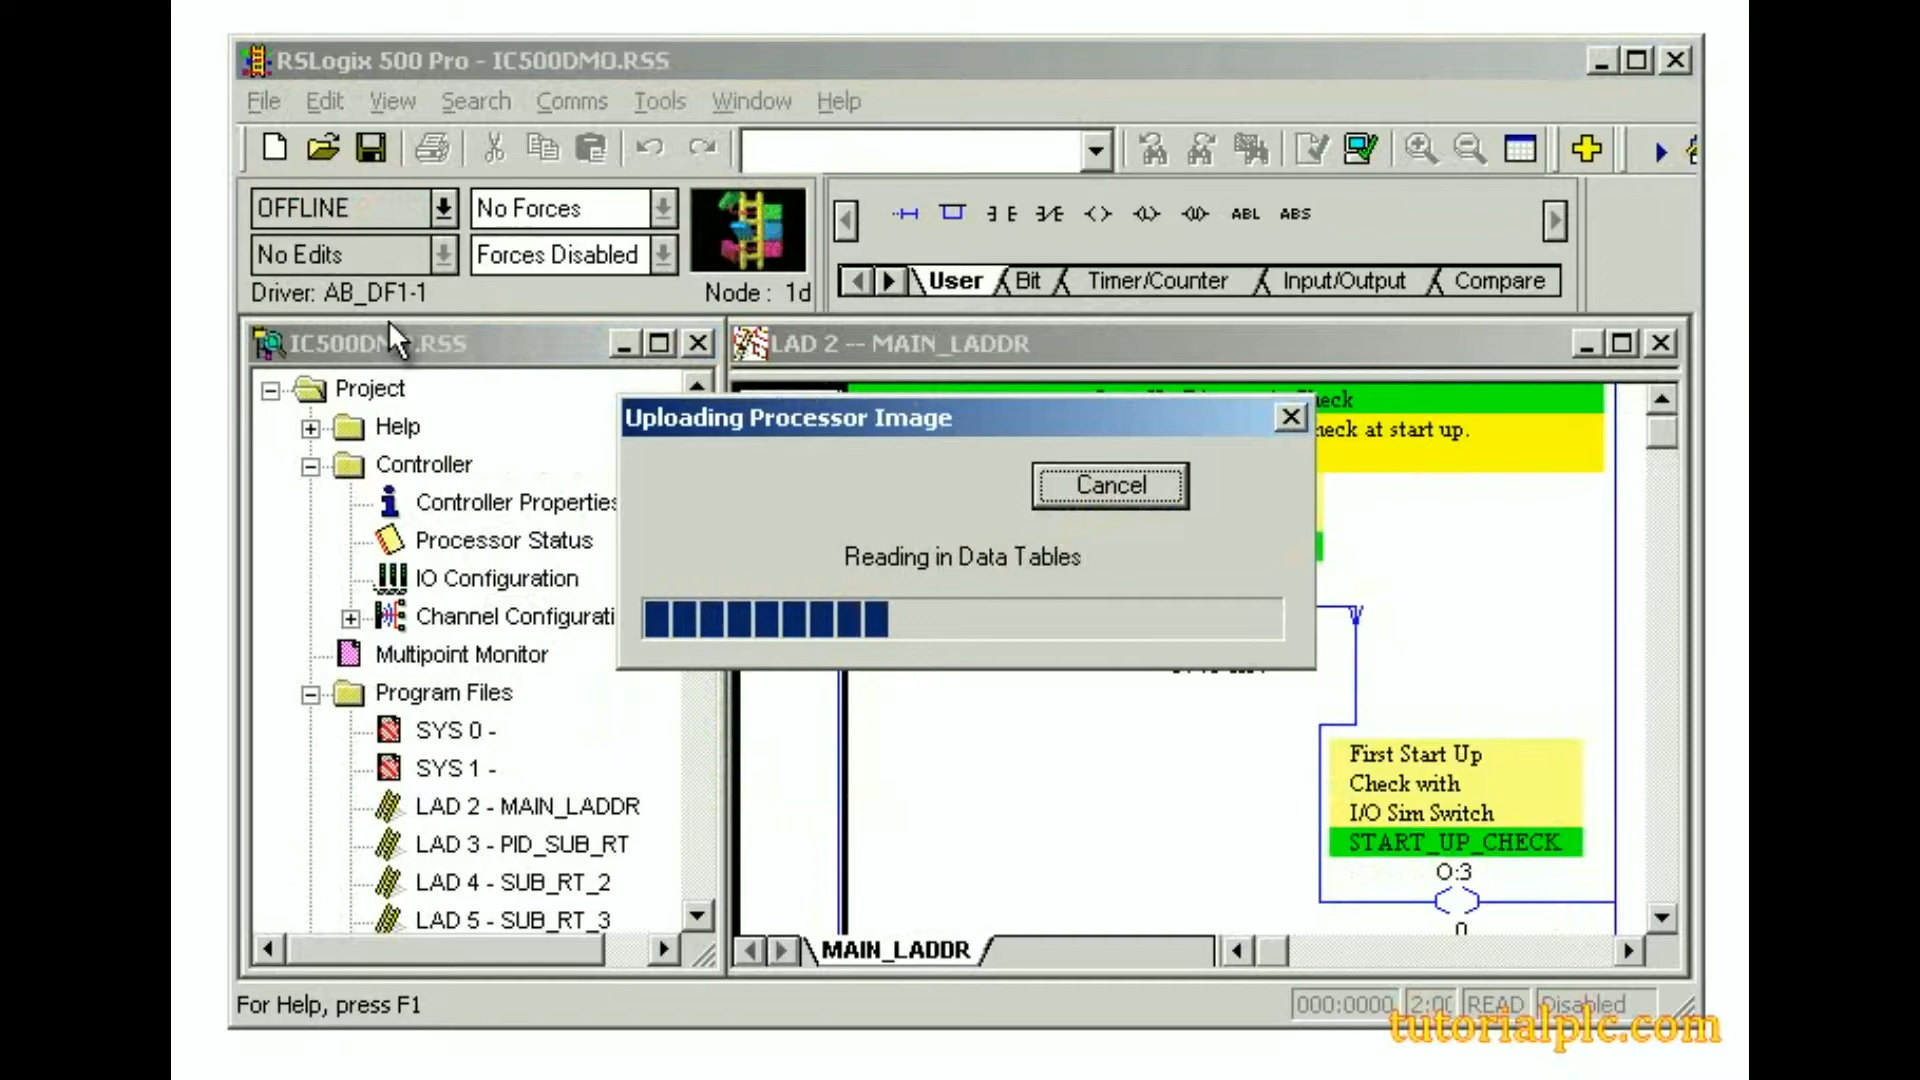 RSLogix 500 Pro - IC500DMO.RSS
File Edit View Search Comms Tools Window Help
OFFLINE
No Forces
No Edits
Forces Disabled
Driver: AB_DF1-1
Node : 1d
ABL ABS
User Bit Timer/Counter Input/Output Compare
LAD 2 -- MAIN_LADDR
Project
Help
Controller
Controller Properties
Processor Status
IO Configuration
Channel Configurati
Multipoint Monitor
Program Files
SYS 0 -
SYS 1 -
LAD 2 - MAIN_LADDR
LAD 3 - PID_SUB_RT
LAD 4 - SUB_RT_2
LAD 5 - SUB_RT_3
Uploading Processor Image
Cancel
Reading in Data Tables
at start up.
First Start Up
Check with
I/O Sim Switch
START_UP_CHECK
O:3
0
MAIN_LADDR
For Help, press F1
000:0000
READ
Disabled
tutorialplc.com